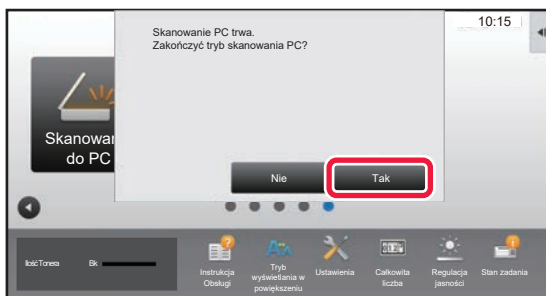 Skanowanie PC trwa.
Zakończyć tryb skanowania PC?
10:15
Skanowan
do PC
Nie
Tak
Ilość Tonera
Bk
Instrukcja
Obsługi
Tryb
wyświetlania w
powiększeniu
Ustawienia
Całkowita
liczba
Regulacja
jasności
Stan zadania